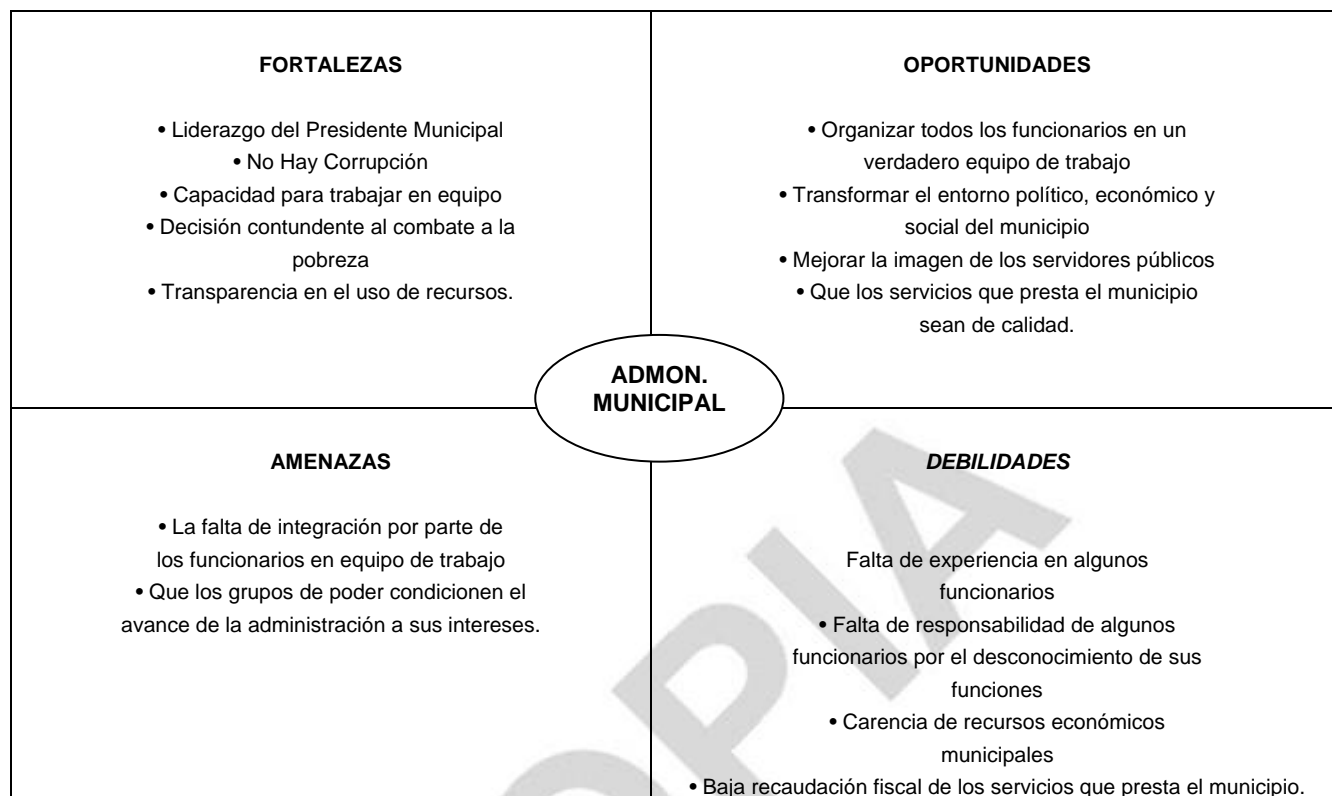 FORTALEZAS
• Liderazgo del Presidente Municipal
• No Hay Corrupción
• Capacidad para trabajar en equipo
• Decisión contundente al combate a la
pobreza
• Transparencia en el uso de recursos.
OPORTUNIDADES
• Organizar todos los funcionarios en un
verdadero equipo de trabajo
• Transformar el entorno político, económico y
social del municipio
• Mejorar la imagen de los servidores públicos
• Que los servicios que presta el municipio
sean de calidad.
ADMON.
MUNICIPAL
AMENAZAS
• La falta de integración por parte de
los funcionarios en equipo de trabajo
• Que los grupos de poder condicionen el
avance de la administración a sus intereses.
DEBILIDADES
Falta de experiencia en algunos
funcionarios
• Falta de responsabilidad de algunos
funcionarios por el desconocimiento de sus
funciones
• Carencia de recursos económicos
municipales
• Baja recaudación fiscal de los servicios que presta el municipio.
OPIA